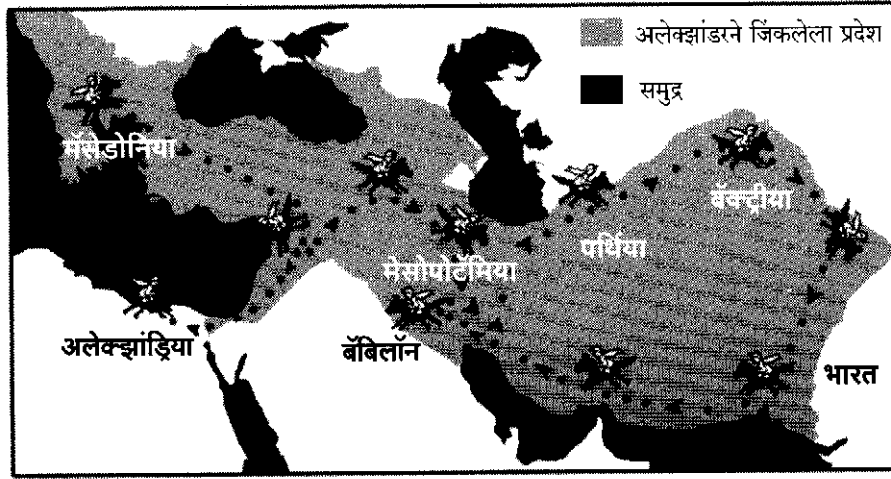 अलेक्झांडरने जिंकलेला प्रदेश
समुद्र
मॅसेडोनिया
बॅक्ट्रीया
पर्थिया
मेसोपोटॅमिया
अलेक्झांड्रिया
बॅबिलॉन
भारत